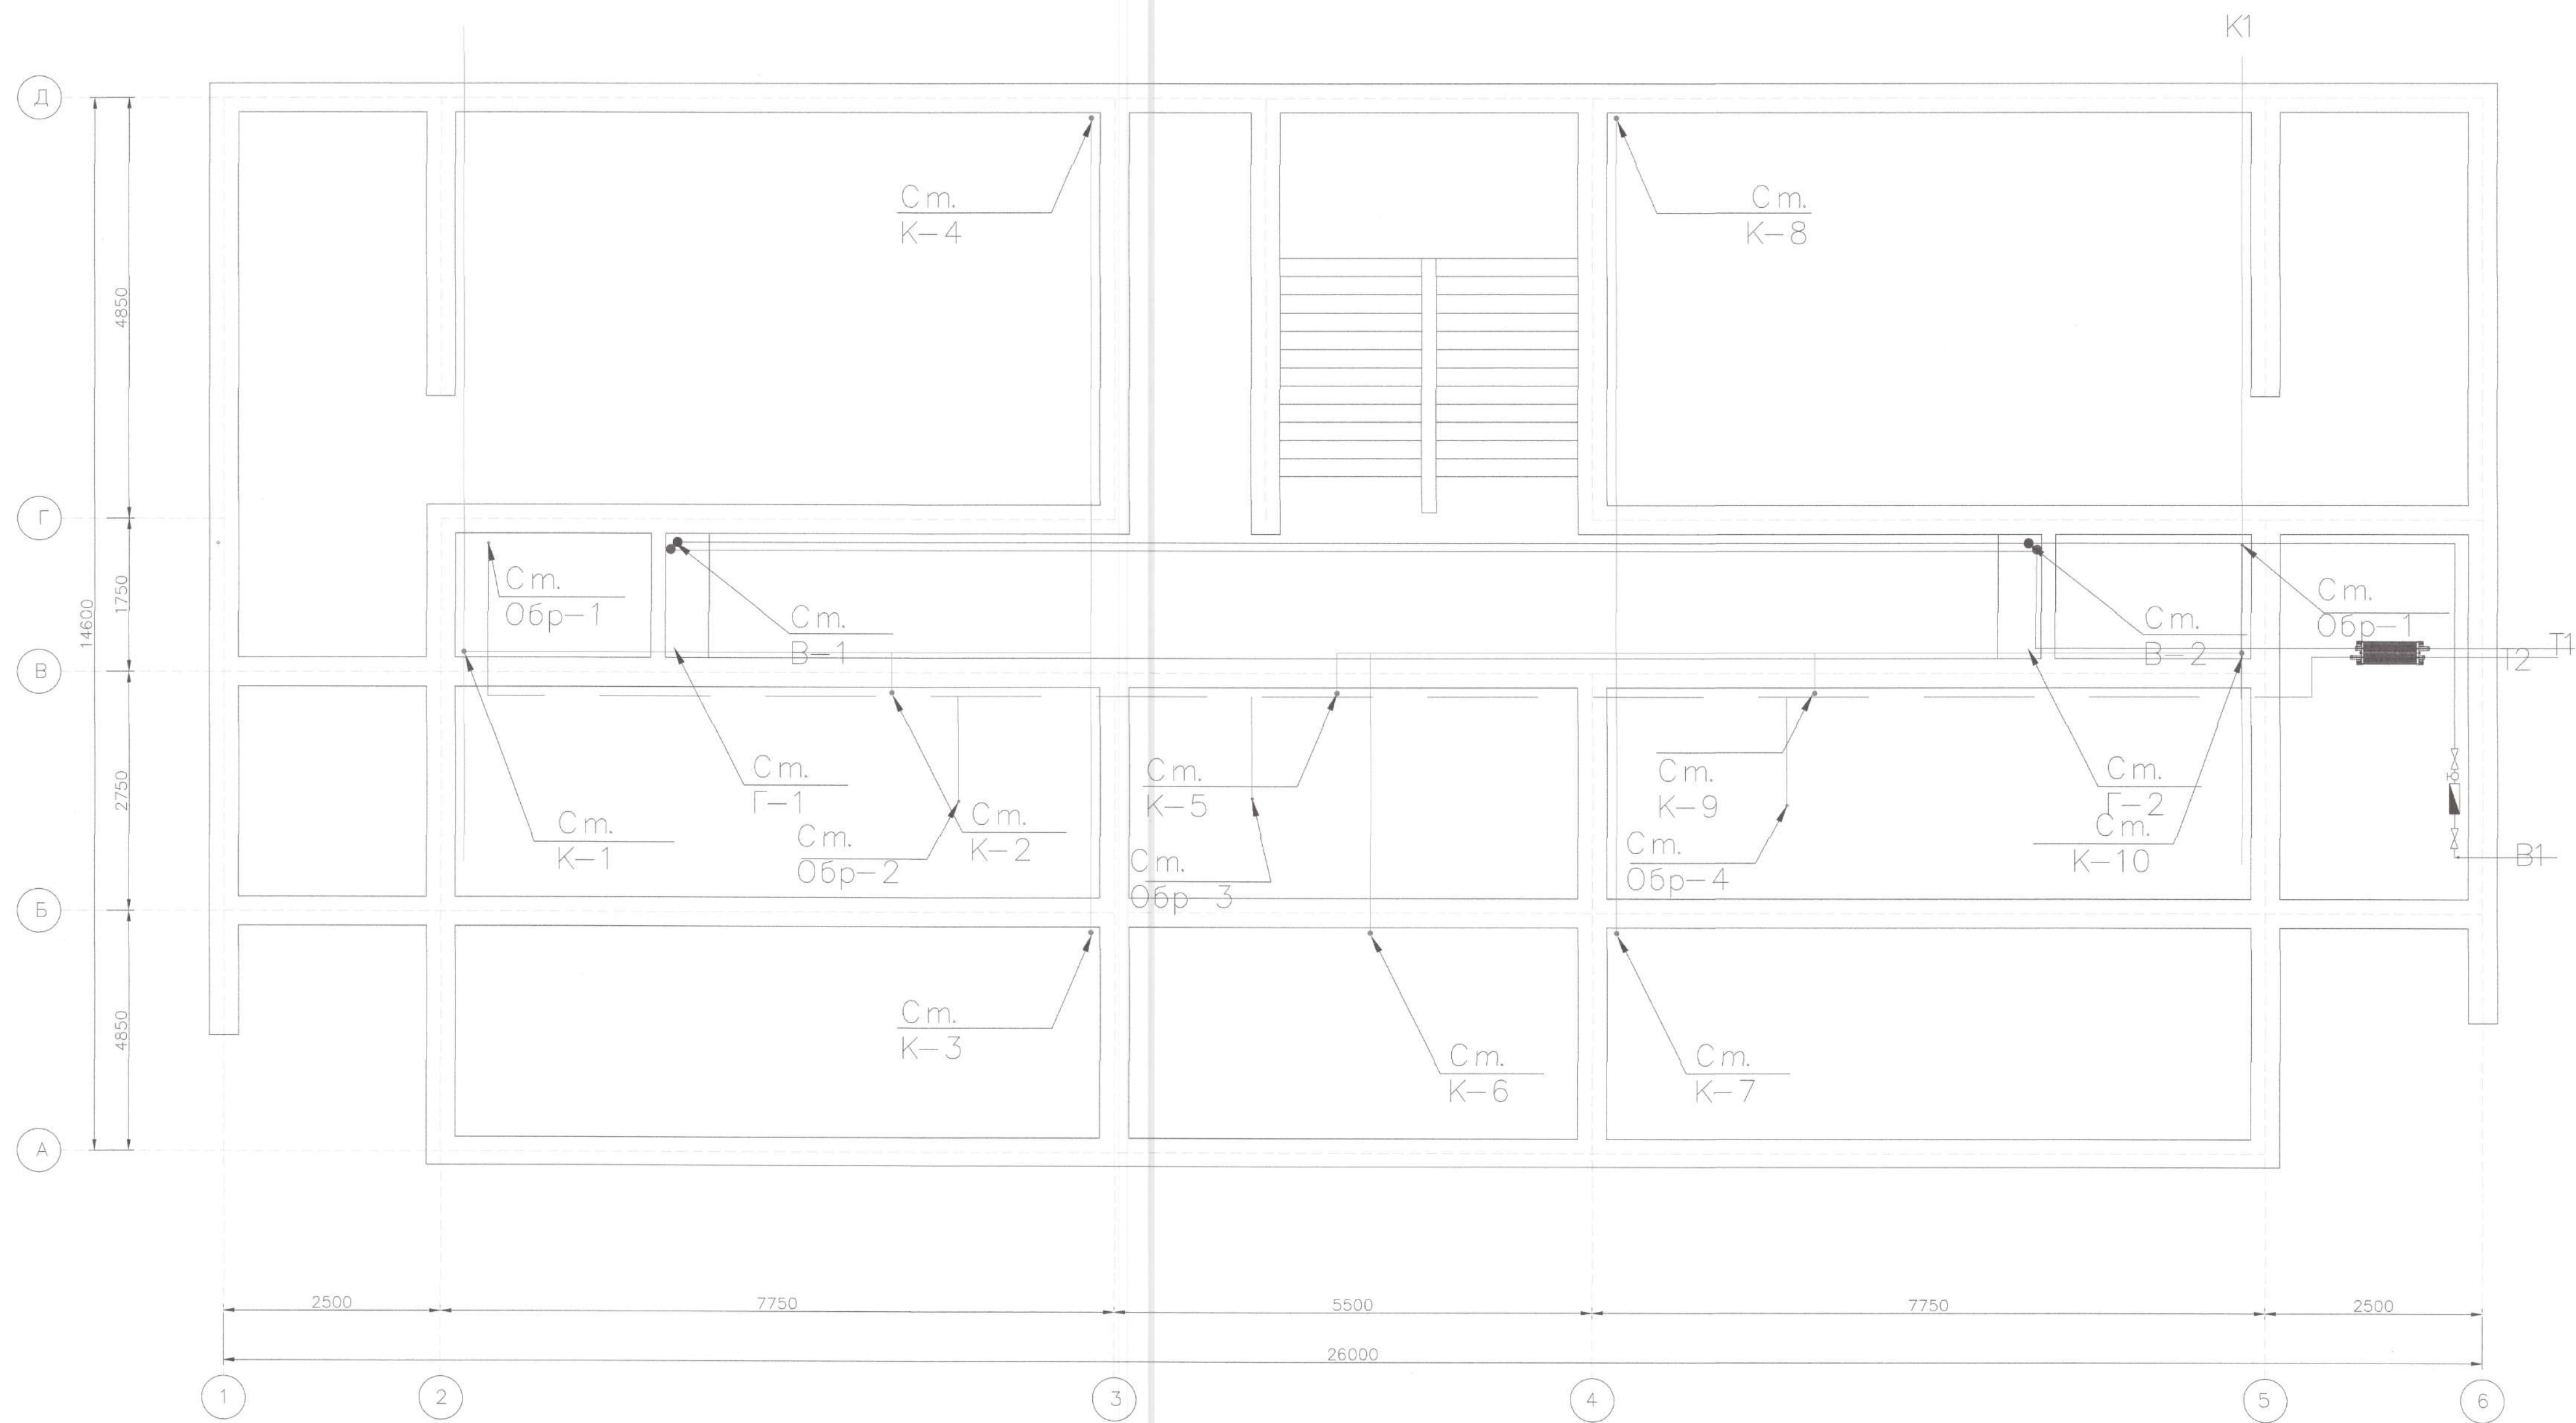 К1
Д
4850
Ст.
К-4
Ст.
К-8
Г
14600
1750
Ст.
Обр-1
Ст.
В-1
Ст.
В-2
Ст.
Обр-1
Т1
Т2
В
2750
Ст.
К-1
Ст.
Г-1
Ст.
Обр-2
Ст.
К-2
Ст.
К-5
Ст.
Обр-3
Ст.
К-9
Ст.
Обр-4
Ст.
Г-2
Ст.
К-10
В1
Б
4850
Ст.
К-3
Ст.
К-6
Ст.
К-7
А
2500
7750
5500
7750
2500
26000
1
2
3
4
5
6